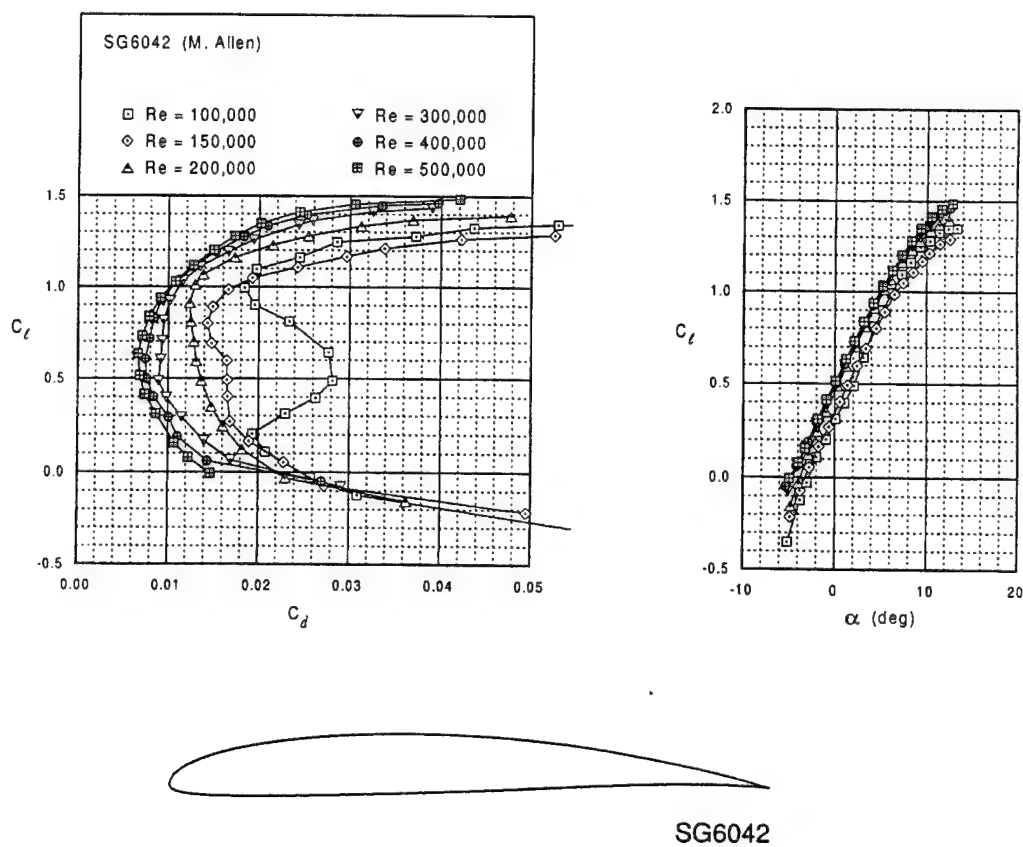 SG6042 (M. Allen)
Re = 100,000
Re = 150,000
Re = 200,000
Re = 300,000
Re = 400,000
Re = 500,000
1.5
1.0
C_ℓ
0.5
0.0
-0.5
0.00 0.01 0.02 0.03 0.04 0.05
C_d
2.0
1.5
1.0
C_ℓ
0.5
0.0
-0.5
-10 0 10 20
α (deg)
SG6042